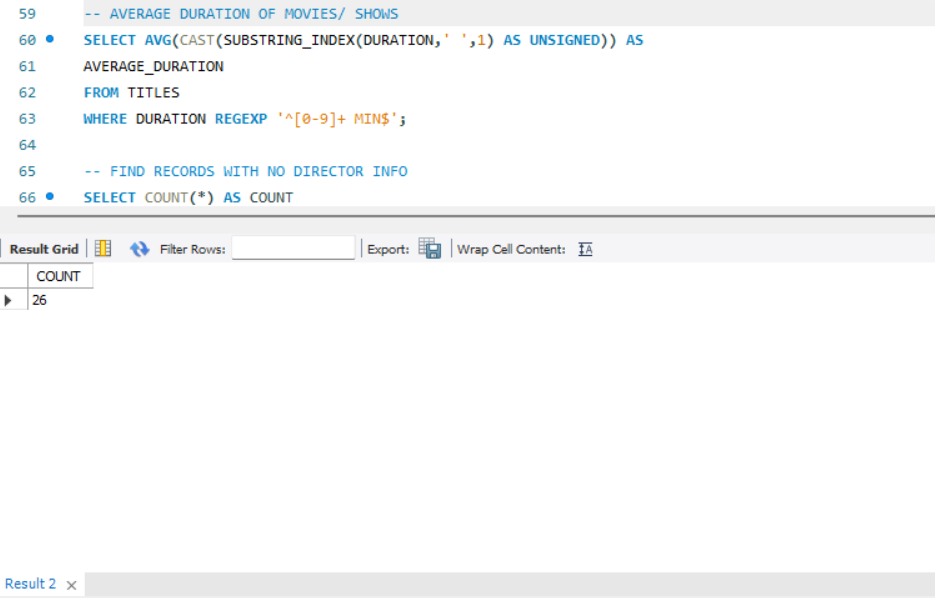 59 -- AVERAGE DURATION OF MOVIES/ SHOWS
60 SELECT AVG(CAST(SUBSTRING_INDEX(DURATION,' ',1) AS UNSIGNED)) AS
61 AVERAGE_DURATION
62 FROM TITLES
63 WHERE DURATION REGEXP '^[0-9]+ MIN$';
64
65 -- FIND RECORDS WITH NO DIRECTOR INFO
66 SELECT COUNT(*) AS COUNT
Result Grid Filter Rows: Export: Wrap Cell Content: IA
COUNT
26
Result 2 ×